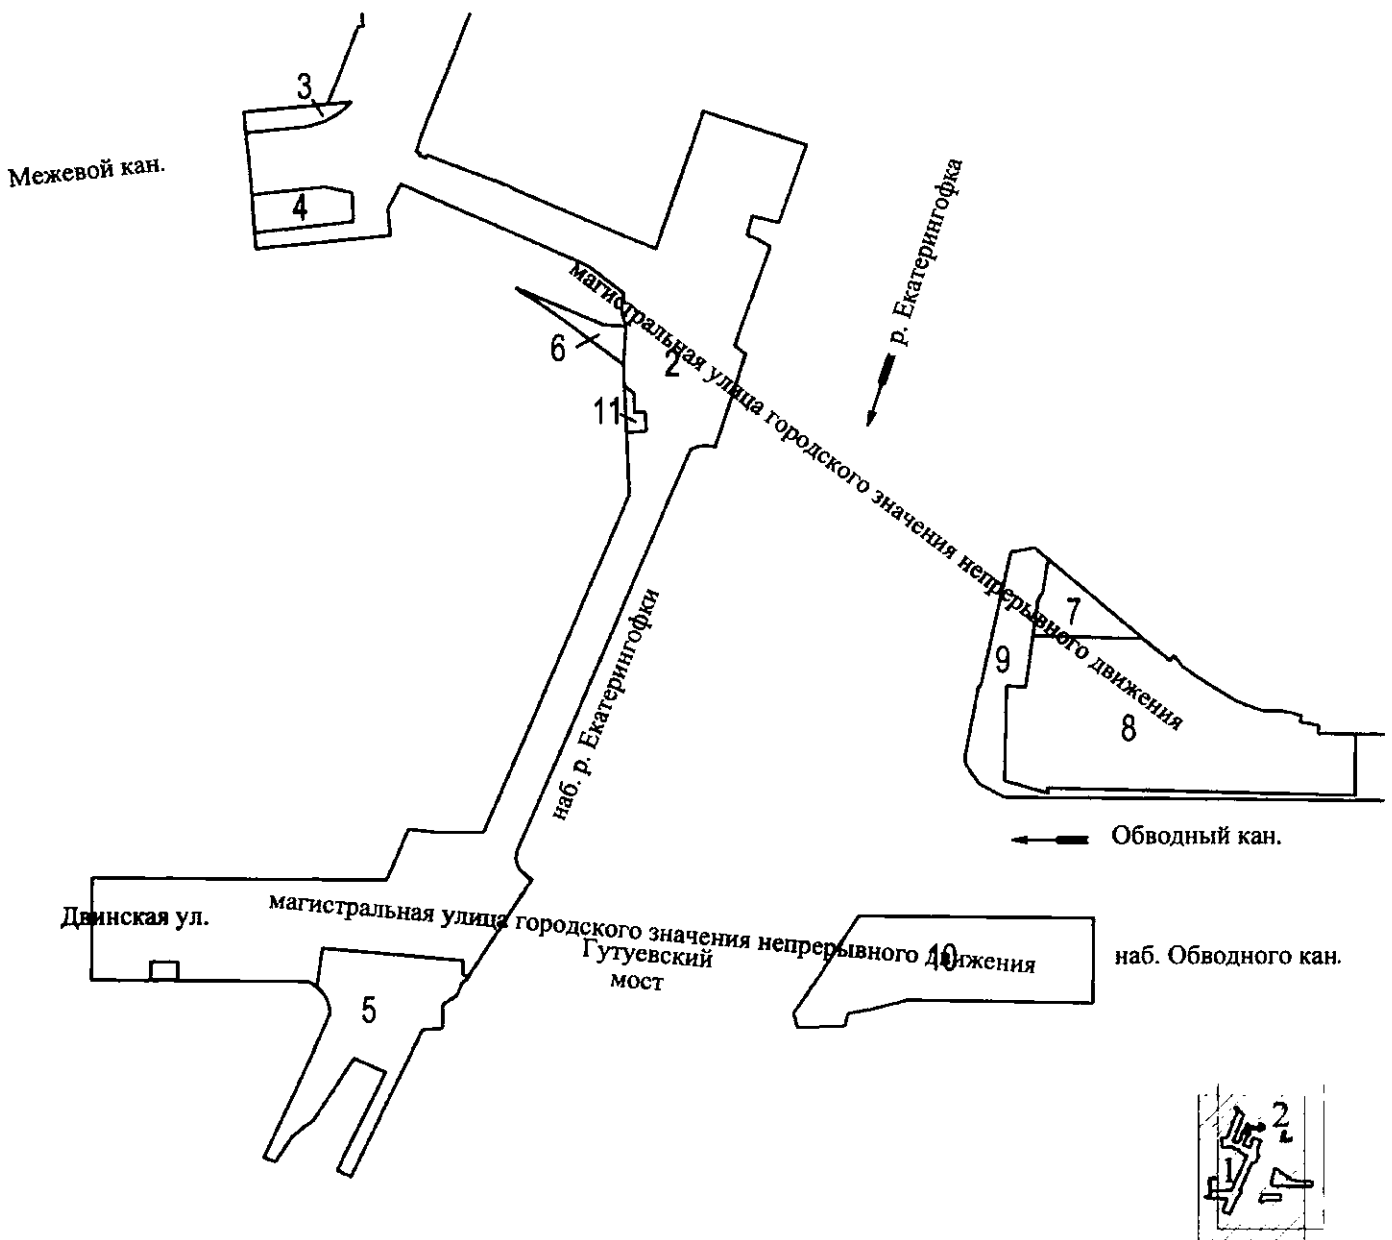 3
Межевой кан.
4
р. Екатерингофка
магистральная улица городского значения непрерывного движения
6
2
11
7
9
8
наб. р. Екатерингофки
Обводный кан.
Двинская ул.
магистральная улица городского значения непрерывного движения
10
Гутуевский
мост
наб. Обводного кан.
5
2
1